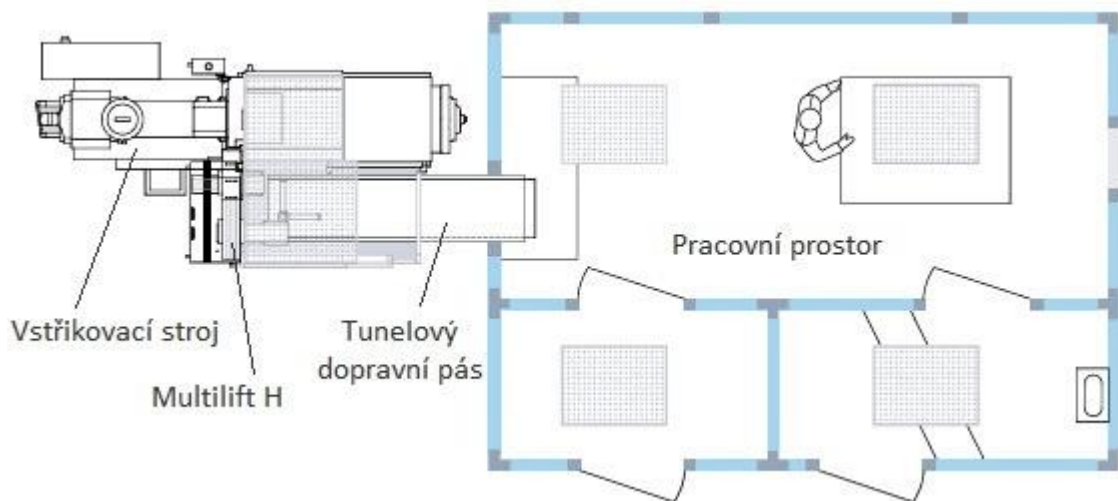 Pracovní prostor
Vstřikovací stroj
Tunelový
dopravní pás
Multilift H